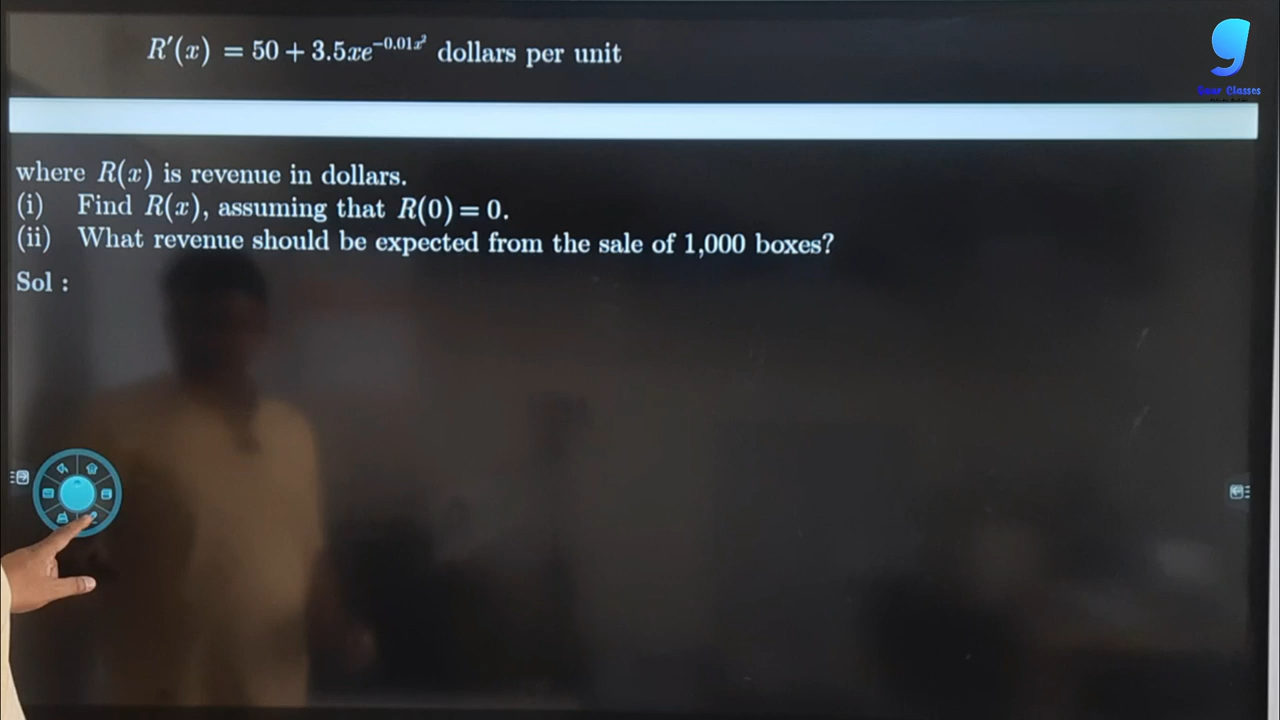 R′(x) = 50 + 3.5xe^{-0.01x²} dollars per unit
where R(x) is revenue in dollars.
(i) Find R(x), assuming that R(0) = 0.
(ii) What revenue should be expected from the sale of 1,000 boxes?
Sol :
Classes